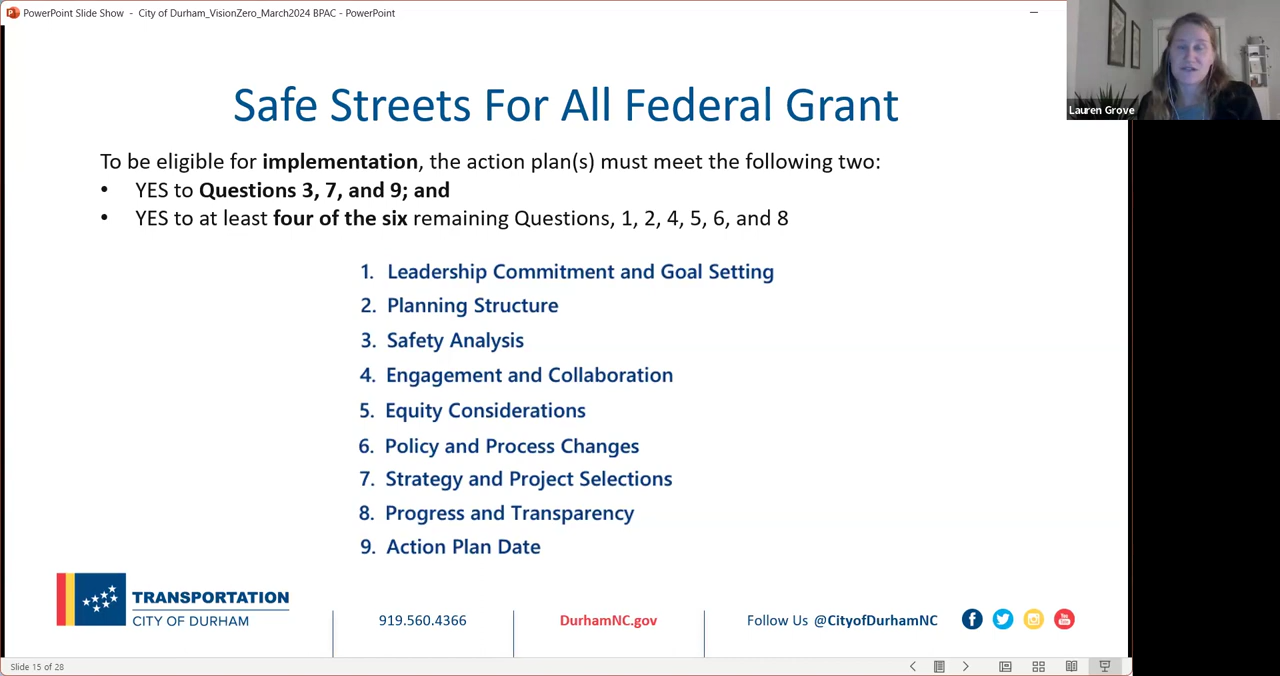 PowerPoint Slide Show - City of Durham_VisionZero_March2024 BPAC - PowerPoint
Lauren Grove
Safe Streets For All Federal Grant
To be eligible for implementation, the action plan(s) must meet the following two:
• YES to Questions 3, 7, and 9; and
• YES to at least four of the six remaining Questions, 1, 2, 4, 5, 6, and 8
1. Leadership Commitment and Goal Setting
2. Planning Structure
3. Safety Analysis
4. Engagement and Collaboration
5. Equity Considerations
6. Policy and Process Changes
7. Strategy and Project Selections
8. Progress and Transparency
9. Action Plan Date
TRANSPORTATION
CITY OF DURHAM
919.560.4366
DurhamNC.gov
Follow Us @CityofDurhamNC
Slide 15 of 28